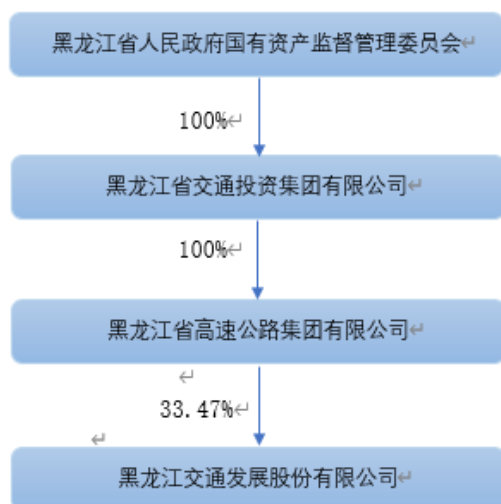 黑龙江省人民政府国有资产监督管理委员会↵
100%↵
黑龙江省交通投资集团有限公司↵
100%↵
黑龙江省高速公路集团有限公司↵
↵
33.47%↵
↵
黑龙江交通发展股份有限公司↵